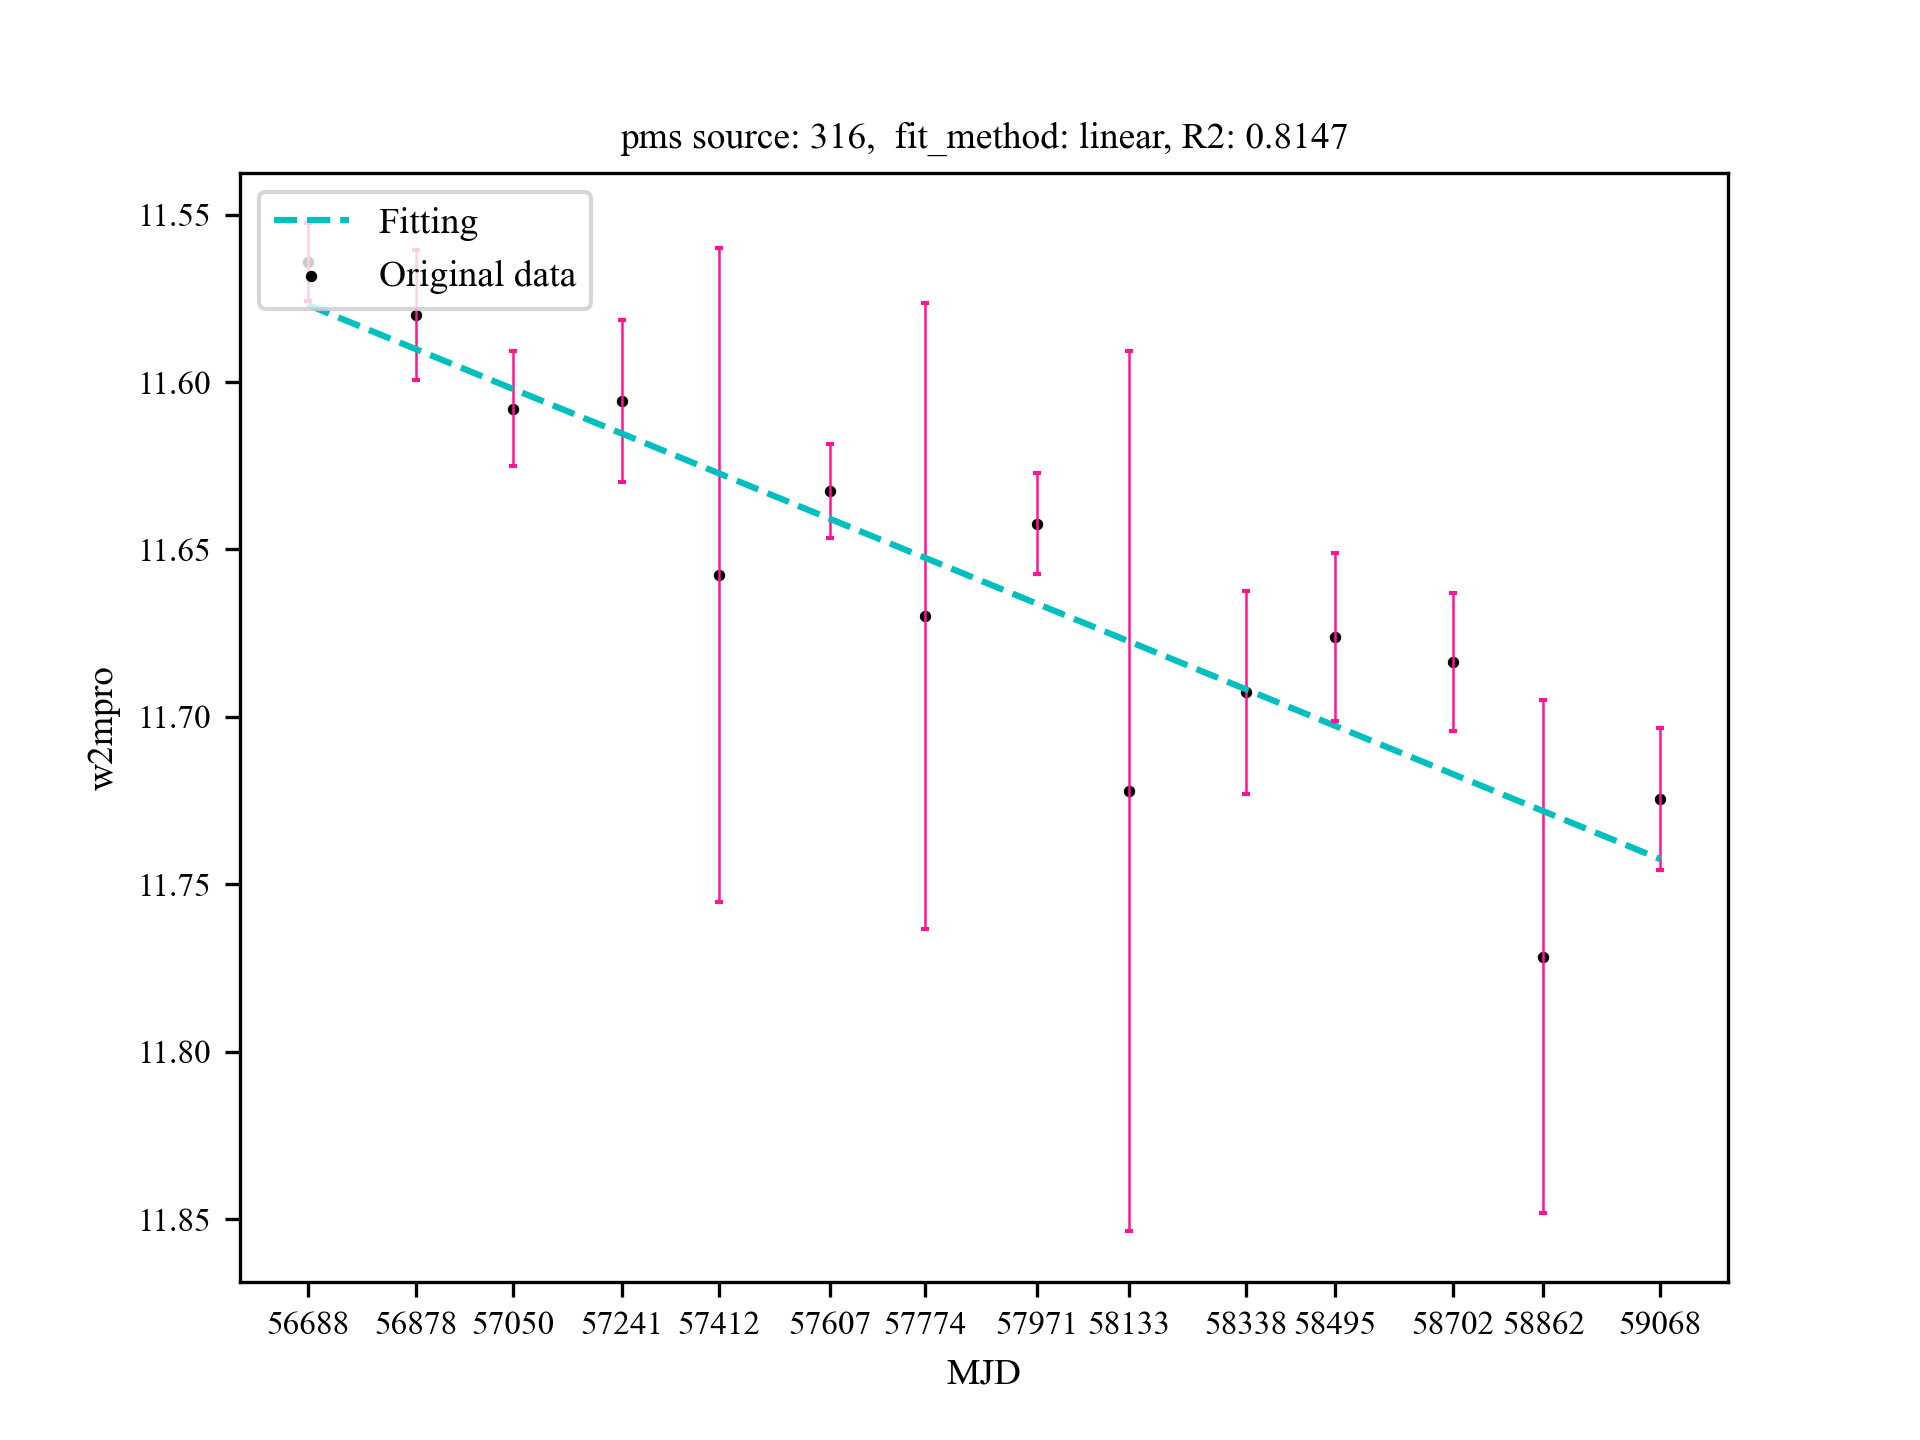 pms source: 316,  fit_method: linear, R2: 0.8147
Fitting
Original data
11.55
11.60
11.65
11.70
11.75
11.80
11.85
w2mpro
56688 56878 57050 57241 57412 57607 57774 57971 58133 58338 58495 58702 58862 59068
MJD